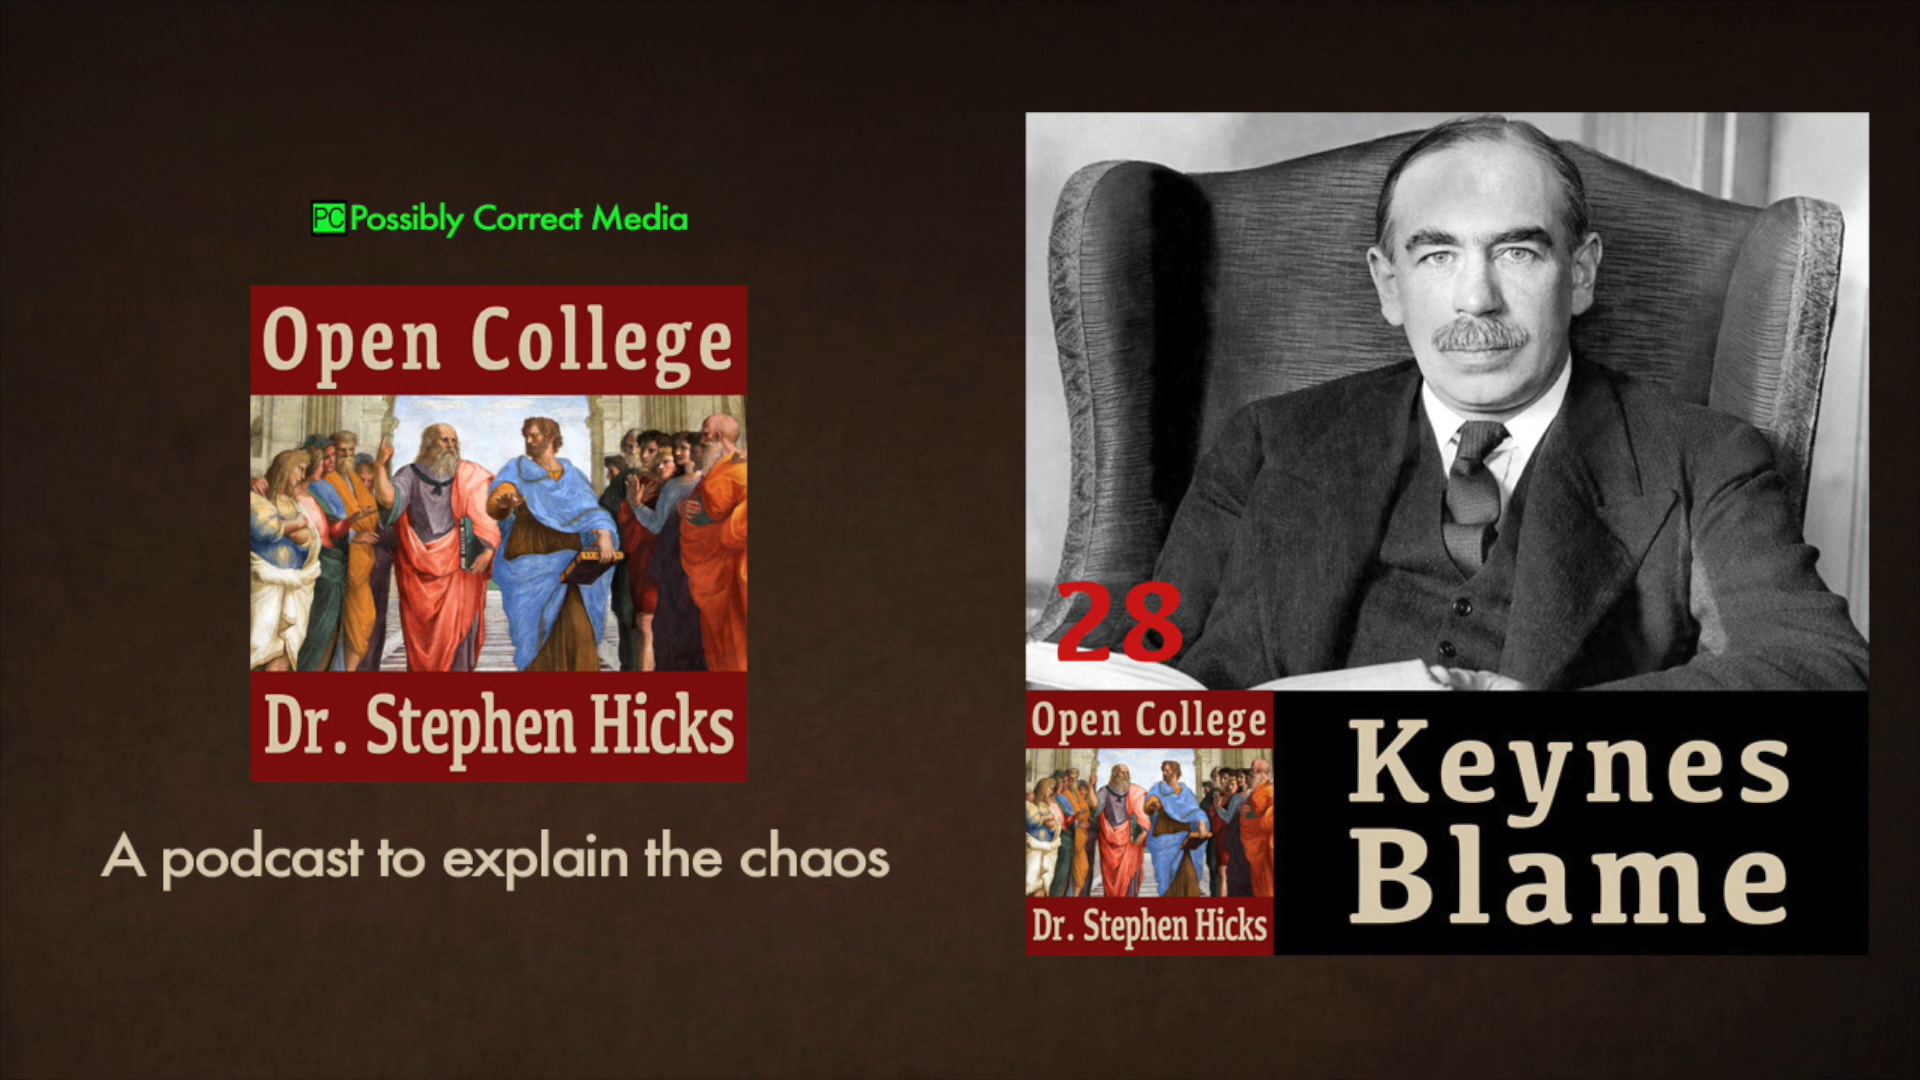 PC Possibly Correct Media
Open College
Dr. Stephen Hicks
A podcast to explain the chaos
28
Open College
Dr. Stephen Hicks
Keynes
Blame